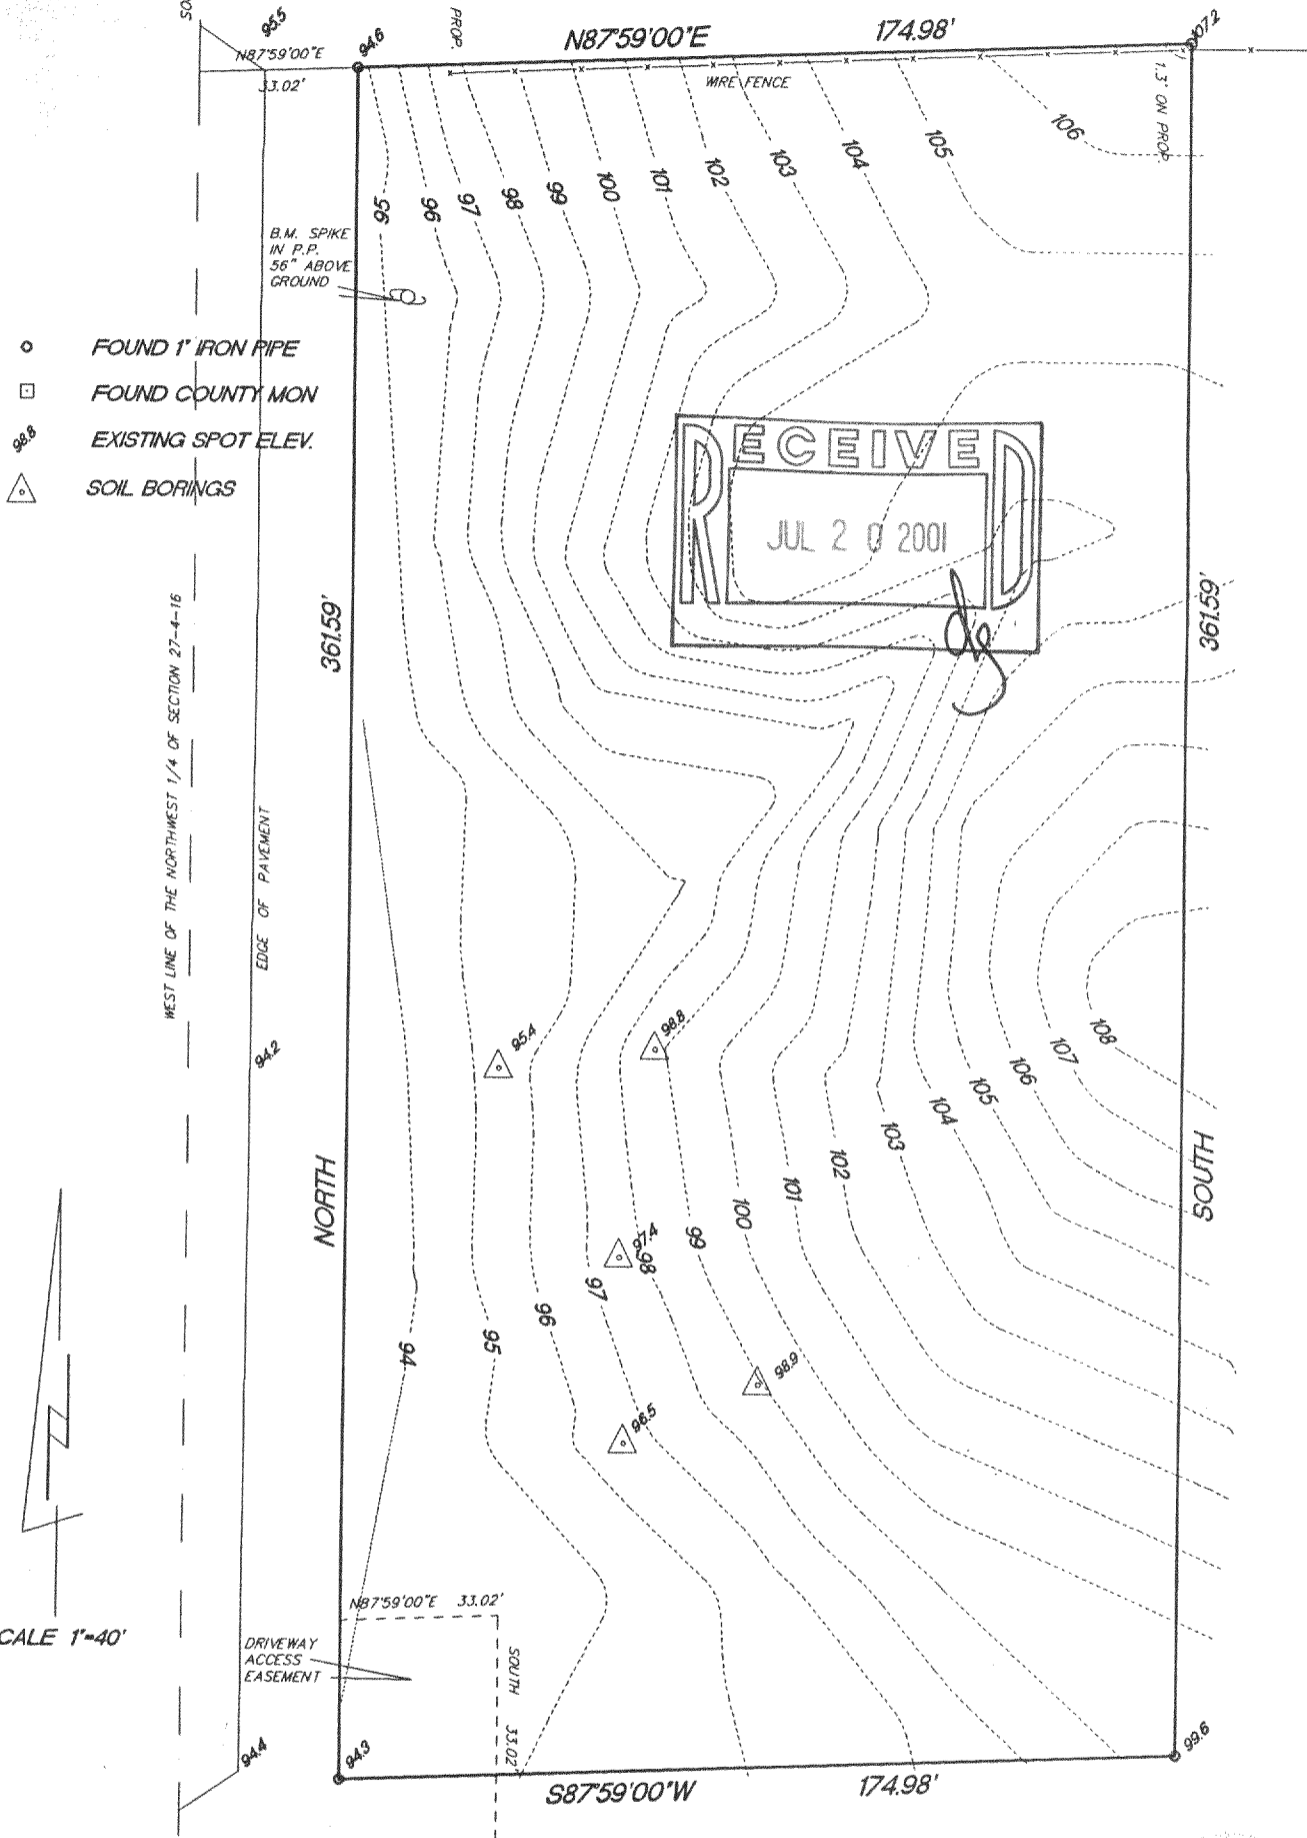 SO
95.5
PROP.
94.6
N87°59'00"E 174.98'
107.2
N87°59'00"E
33.02'
WIRE FENCE
1.3' ON PROP
106
105
104
103
102
101
100
99
98
97
96
95
B.M. SPIKE
IN P.P.
56" ABOVE
GROUND
FOUND 1" IRON PIPE
FOUND COUNTY MON
98.8 EXISTING SPOT ELEV.
SOIL BORINGS
RECEIVED
JUL 20 2001
361.59'
361.59'
WEST LINE OF THE NORTHWEST 1/4 OF SECTION 27-4-16
EDGE OF PAVEMENT
94.2
95.4
98.8
108
107
106
105
104
103
102
101
100
99
98
97
96
95
94
97.4
98.9
96.5
NORTH
SOUTH
CALE 1"=40'
N87°59'00"E 33.02'
DRIVEWAY
ACCESS
EASEMENT
SOUTH 33.02'
94.4
94.3
99.6
S87°59'00"W 174.98'